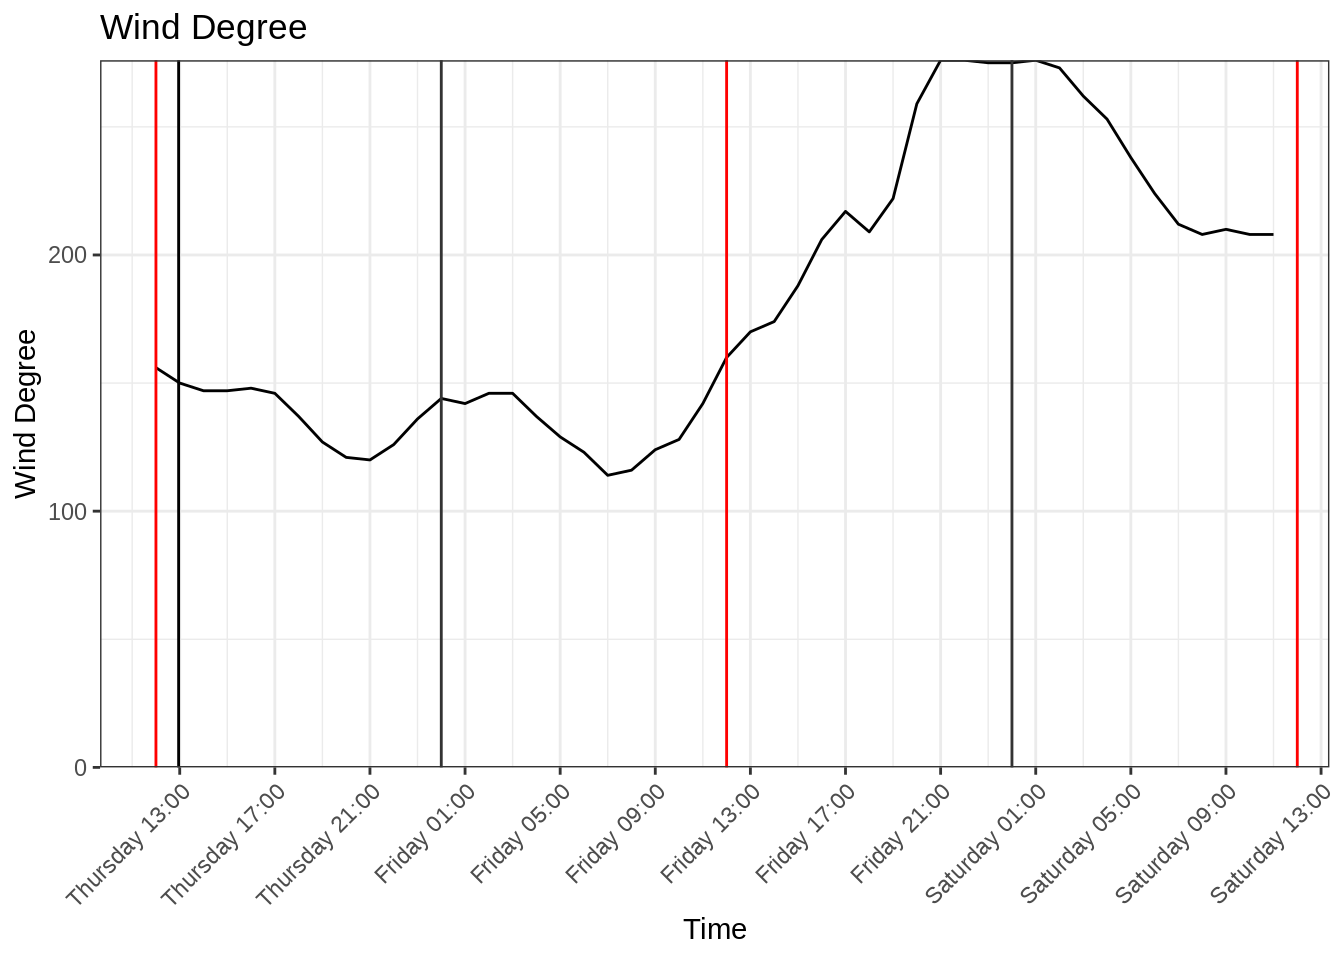 Wind Degree
Wind Degree
200
100
0
Thursday 13:00
Thursday 17:00
Thursday 21:00
Friday 01:00
Friday 05:00
Friday 09:00
Friday 13:00
Friday 17:00
Friday 21:00
Saturday 01:00
Saturday 05:00
Saturday 09:00
Saturday 13:00
Time